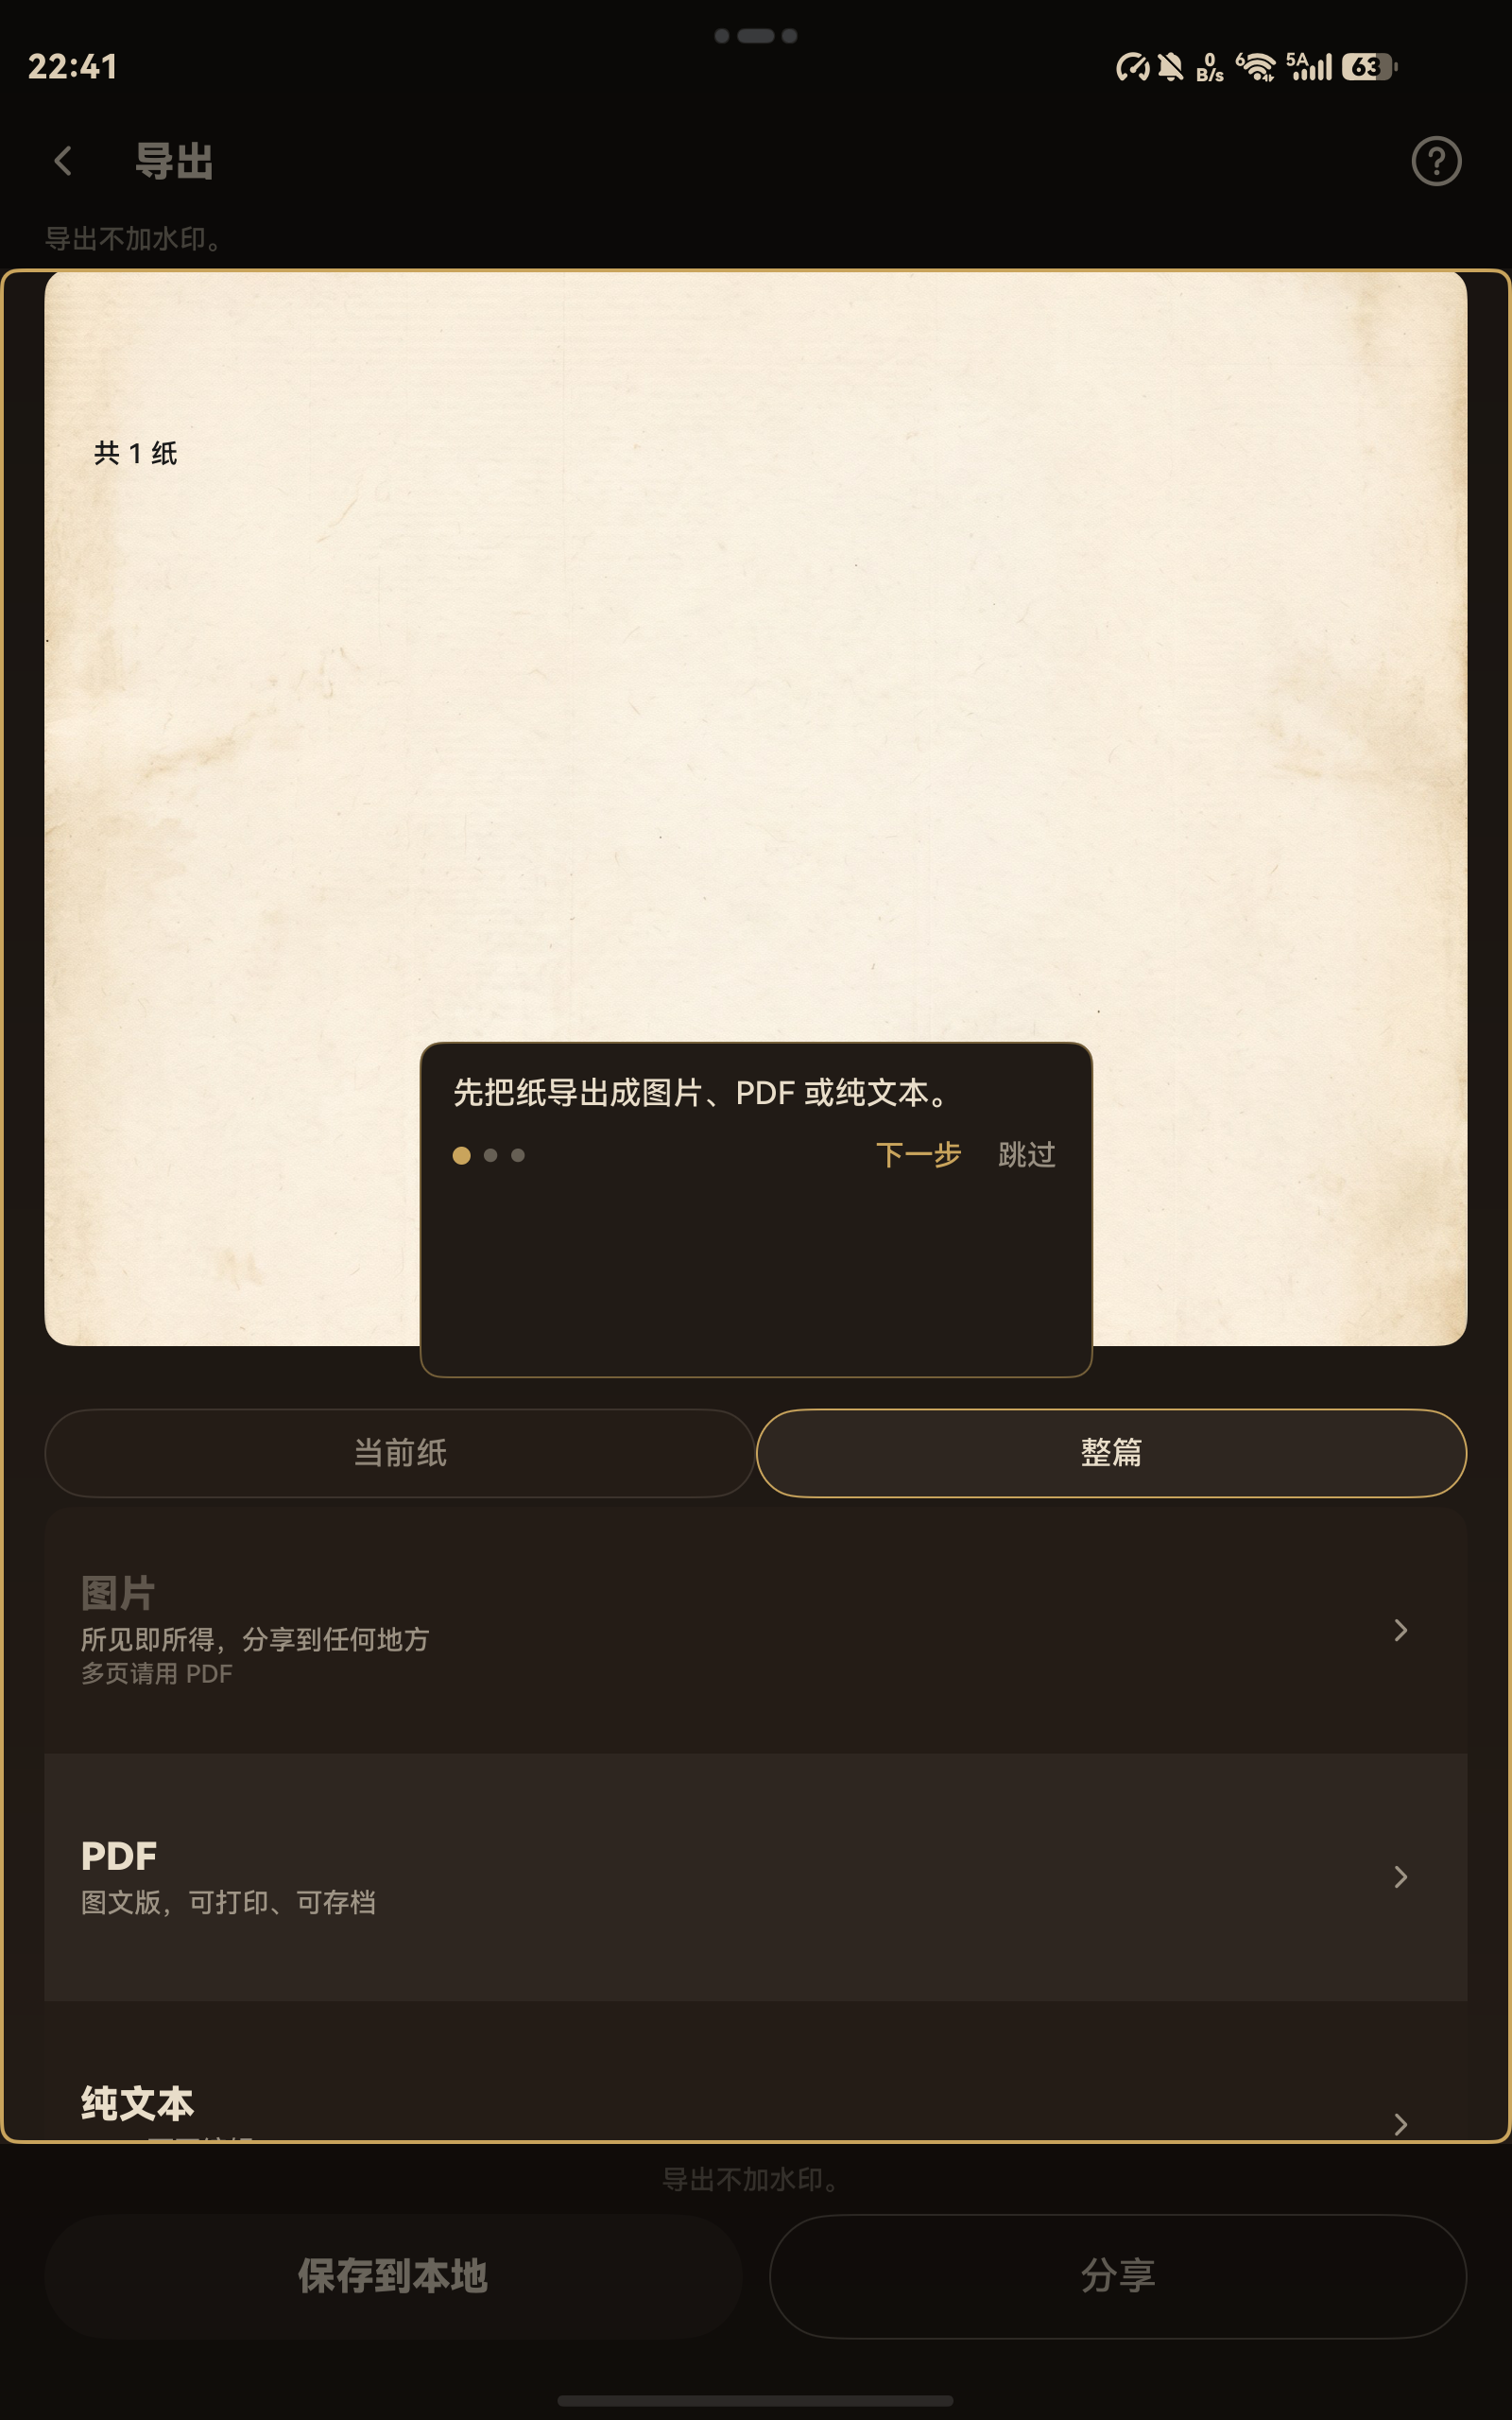 22:41
0 B/s 6 5A 63
导出
导出不加水印。
共 1 纸
先把纸导出成图片、PDF 或纯文本。
下一步 跳过
当前纸 整篇
图片
所见即所得，分享到任何地方
多页请用 PDF
PDF
图文版，可打印、可存档
纯文本
导出不加水印。
保存到本地 分享